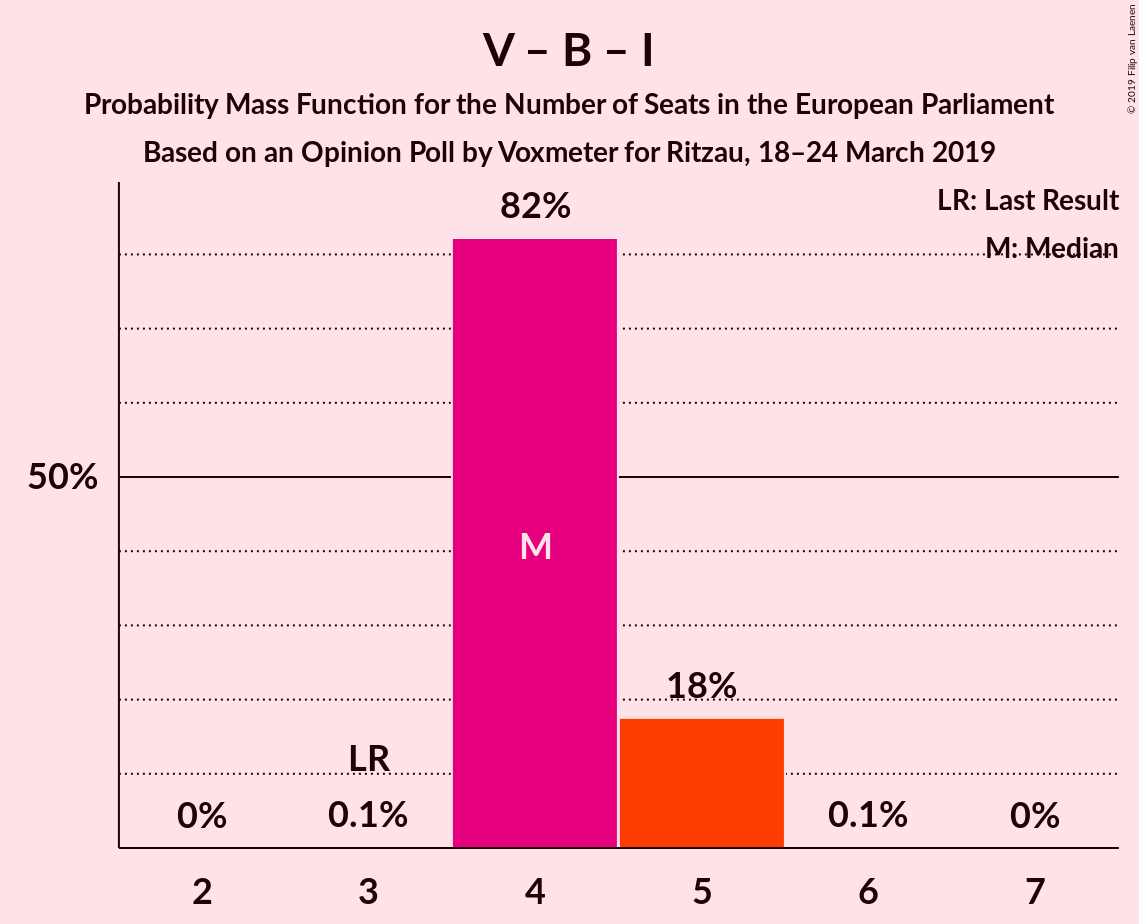 V – B – I
Probability Mass Function for the Number of Seats in the European Parliament
Based on an Opinion Poll by Voxmeter for Ritzau, 18–24 March 2019
© 2019 Filip van Laenen
LR: Last Result
M: Median
82%
50%
M
18%
LR
0% 0.1% 0.1% 0%
2 3 4 5 6 7